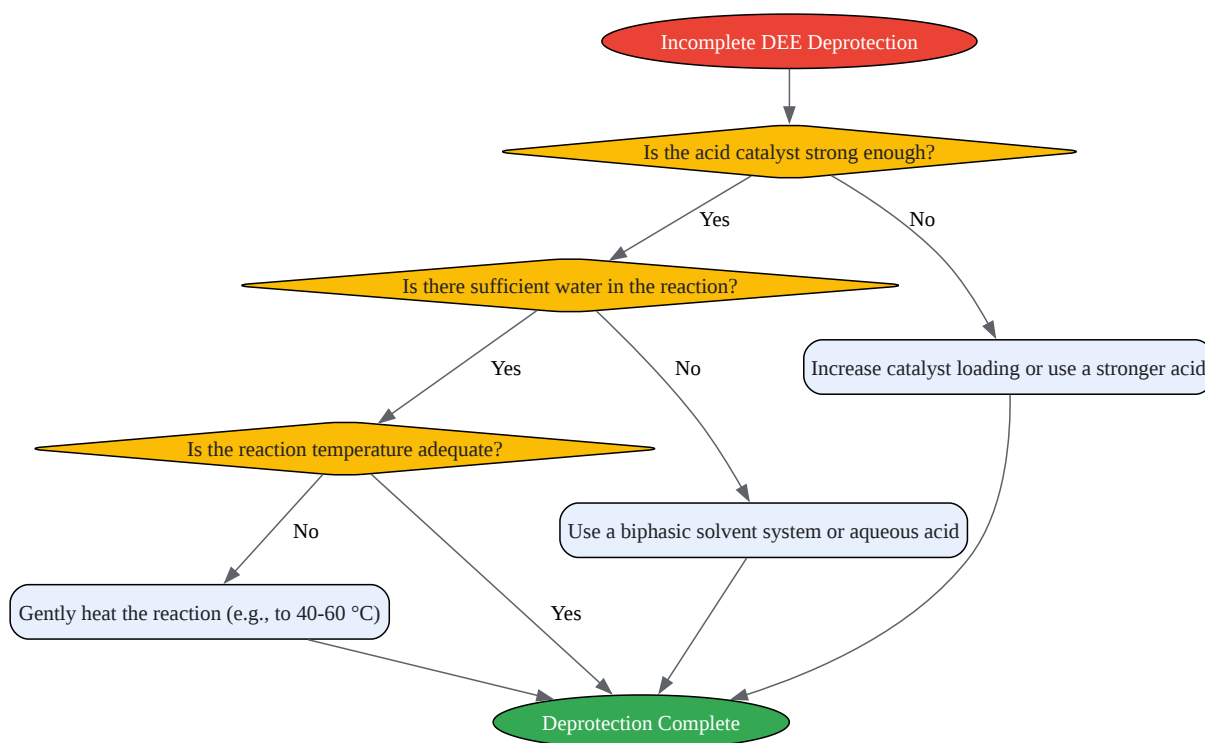 Incomplete DEE Deprotection
Is the acid catalyst strong enough?
Yes
No
Is there sufficient water in the reaction?
Yes
No
Increase catalyst loading or use a stronger acid
Is the reaction temperature adequate?
No
Use a biphasic solvent system or aqueous acid
Gently heat the reaction (e.g., to 40-60 °C)
Yes
Deprotection Complete